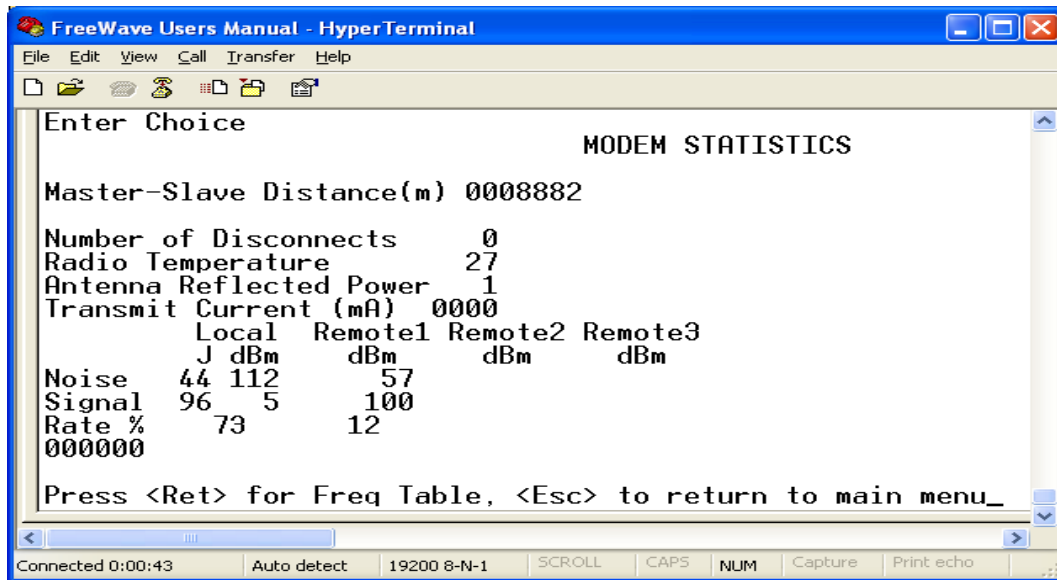 FreeWave Users Manual - HyperTerminal
File Edit View Call Transfer Help
Enter Choice
MODEM STATISTICS
Master-Slave Distance(m) 0008882
Number of Disconnects 0
Radio Temperature 27
Antenna Reflected Power 1
Transmit Current (mA) 0000
Local Remote1 Remote2 Remote3
J dBm dBm dBm dBm
Noise 44 112 57
Signal 96 5 100
Rate % 73 12
000000
Press <Ret> for Freq Table, <Esc> to return to main menu_
Connected 0:00:43 Auto detect 19200 8-N-1 SCROLL CAPS NUM Capture Print echo